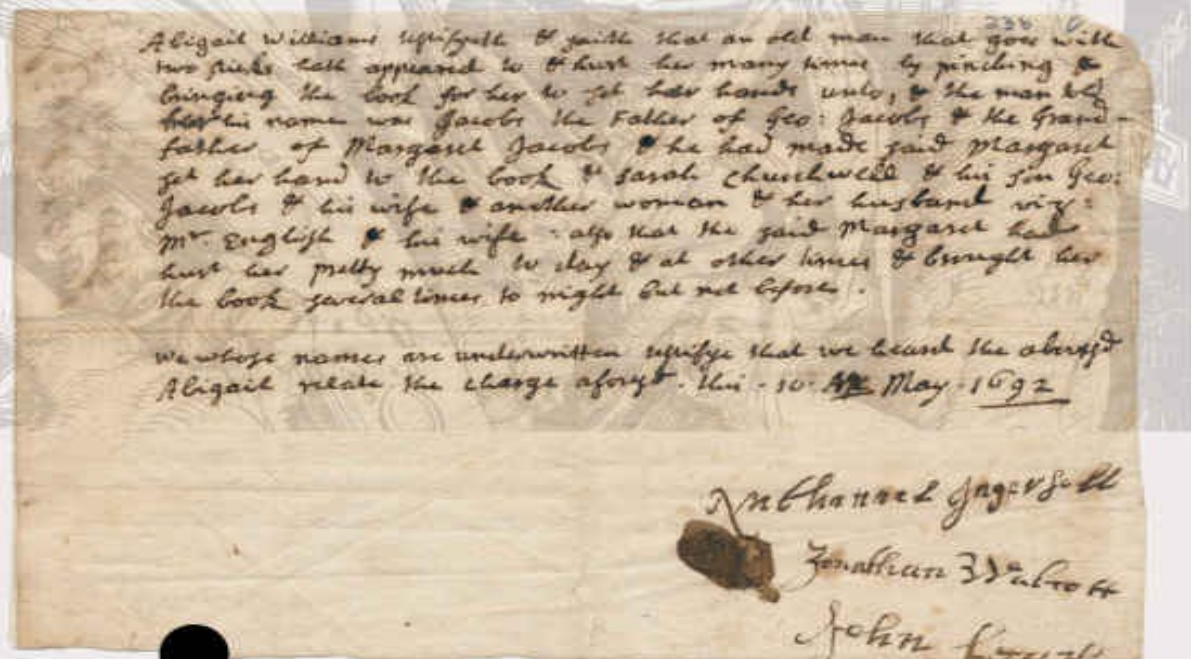 238
Abigail Williams testifyeth & saith that an old man that goes with
two sticks hath appeared to & hurt her many times by pinching &
bringing the book for her to set her hand unto, & the man told
her his name was Jacobs the Father of Geo: Jacobs & the Grand-
father of Margaret Jacobs & he had made said Margaret
set her hand to the book & Sarah Churchwell & his son Geo:
Jacobs & his wife & another woman & her husband viz:
Mr. English & his wife: also that the said Margaret had
hurt her pretty much to day & at other times & brought her
the book several times to night but not before.
We whose names are underwritten testifye that we heard the abovesd
Abigail relate the charge aforesd. this - 10. May - 1692
Nathannel Ingersoll
Jonathan Walcott
John